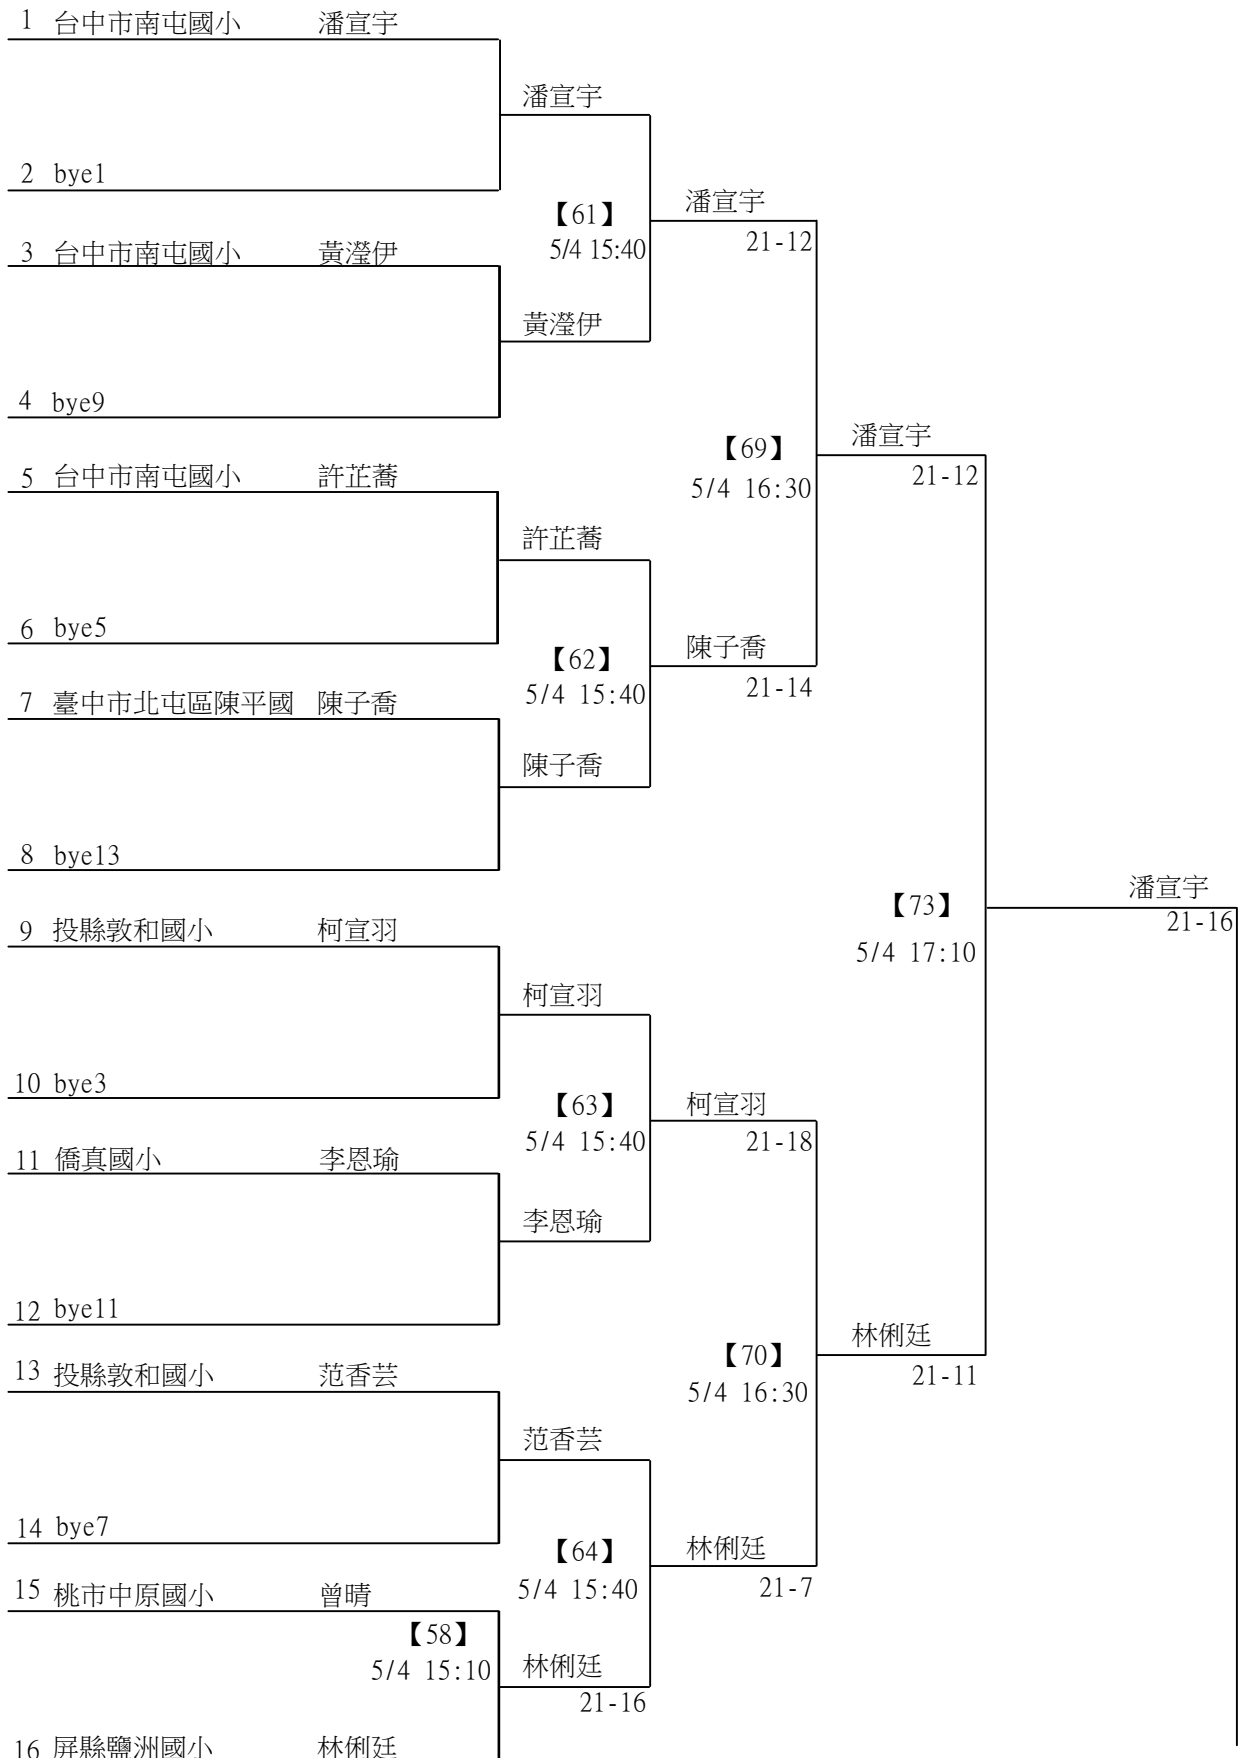 1 台中市南屯國小 潘宣宇
潘宣宇
2 bye1
潘宣宇
【61】
21-12
5/4 15:40
3 台中市南屯國小 黃瀅伊
黃瀅伊
4 bye9
潘宣宇
【69】
21-12
5/4 16:30
5 台中市南屯國小 許芷蕎
許芷蕎
6 bye5
陳子喬
【62】
21-14
5/4 15:40
7 臺中市北屯區陳平國 陳子喬
陳子喬
8 bye13
潘宣宇
【73】
21-16
5/4 17:10
9 投縣敦和國小 柯宣羽
柯宣羽
10 bye3
柯宣羽
【63】
21-18
5/4 15:40
11 僑真國小 李恩瑜
李恩瑜
12 bye11
林俐廷
【70】
21-11
5/4 16:30
13 投縣敦和國小 范香芸
范香芸
14 bye7
林俐廷
【64】
21-7
5/4 15:40
15 桃市中原國小 曾晴
【58】
5/4 15:10
林俐廷
21-16
16 屏縣鹽洲國小 林俐廷